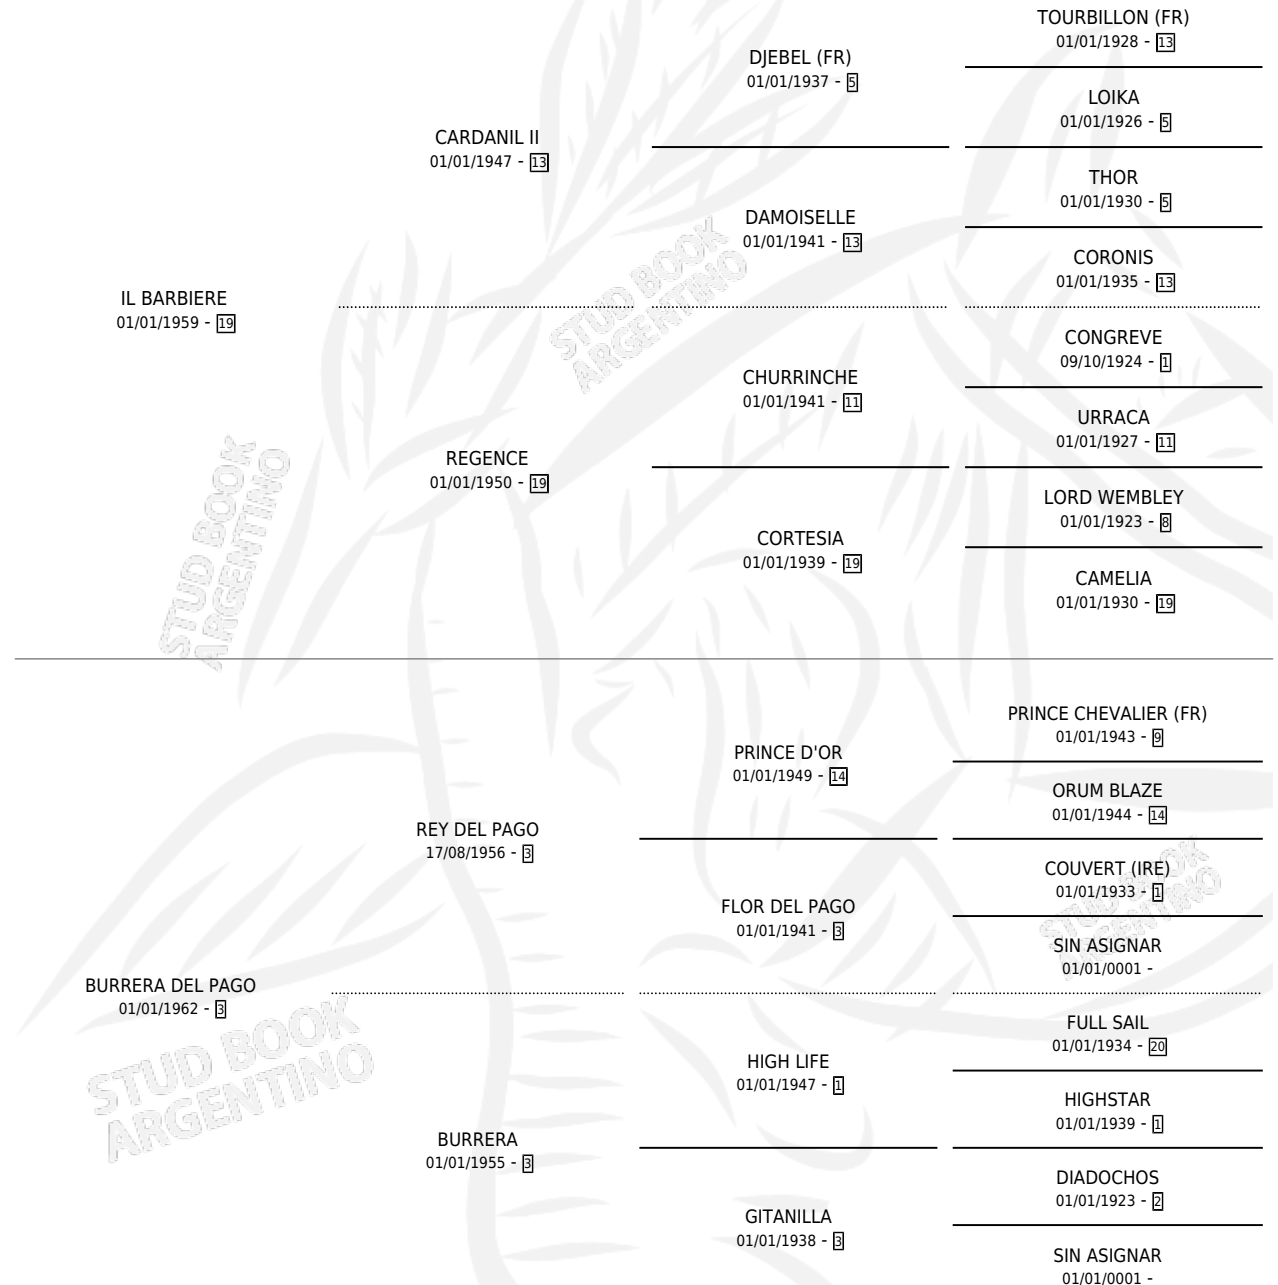 TOURBILLON (FR)
01/01/1928 - 13
DJEBEL (FR)
01/01/1937 - 5
LOIKA
01/01/1926 - 5
CARDANIL II
01/01/1947 - 13
THOR
01/01/1930 - 5
DAMOISELLE
01/01/1941 - 13
CORONIS
01/01/1935 - 13
IL BARBIERE
01/01/1959 - 19
CONGREVE
09/10/1924 - 1
CHURRINCHE
01/01/1941 - 11
URRACA
01/01/1927 - 11
REGENCE
01/01/1950 - 19
LORD WEMBLEY
01/01/1923 - 8
CORTESIA
01/01/1939 - 19
CAMELIA
01/01/1930 - 19
PRINCE CHEVALIER (FR)
01/01/1943 - 9
PRINCE D'OR
01/01/1949 - 14
ORUM BLAZE
01/01/1944 - 14
REY DEL PAGO
17/08/1956 - 3
COUVERT (IRE)
01/01/1933 - 1
FLOR DEL PAGO
01/01/1941 - 3
SIN ASIGNAR
01/01/0001 -
BURRERA DEL PAGO
01/01/1962 - 3
FULL SAIL
01/01/1934 - 20
HIGH LIFE
01/01/1947 - 1
HIGHSTAR
01/01/1939 - 1
BURRERA
01/01/1955 - 3
DIADOCHOS
01/01/1923 - 2
GITANILLA
01/01/1938 - 3
SIN ASIGNAR
01/01/0001 -
STUD BOOK
ARGENTINO
STUD BOOK
ARGENTINO
STUD BOOK
ARGENTINO
STUD BOOK
ARGENTINO